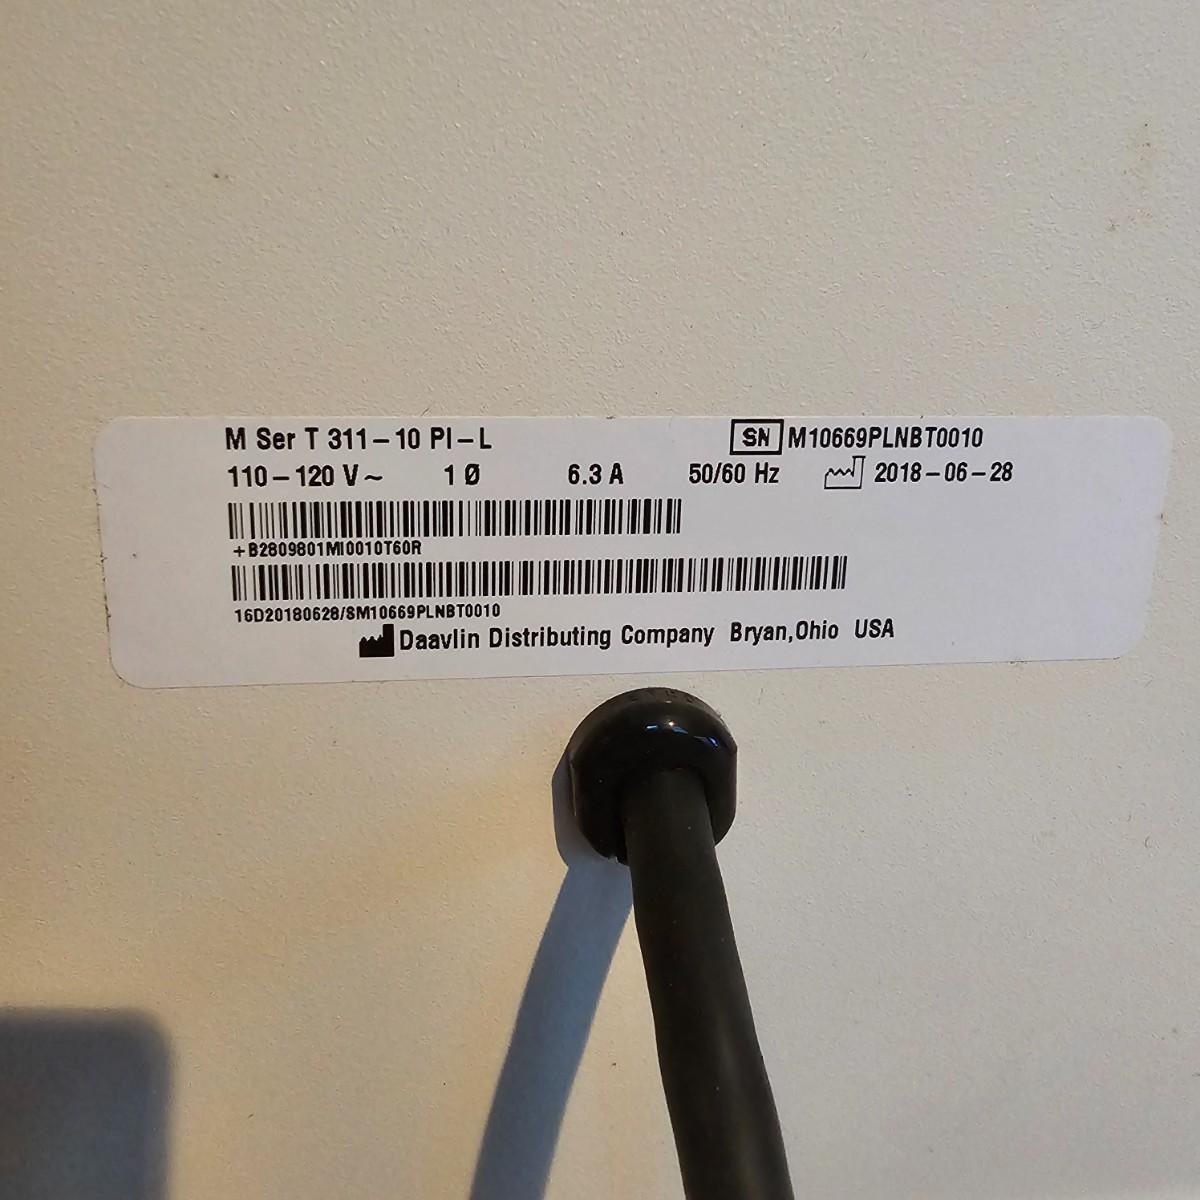 M Ser T 311-10 PI-L
SN M10669PLNBT0010
110-120 V~ 1 Ø 6.3 A 50/60 Hz 2018-06-28
+B2809801MI0010T60R
16D20180628/SM10669PLNBT0010
Daavlin Distributing Company Bryan, Ohio USA